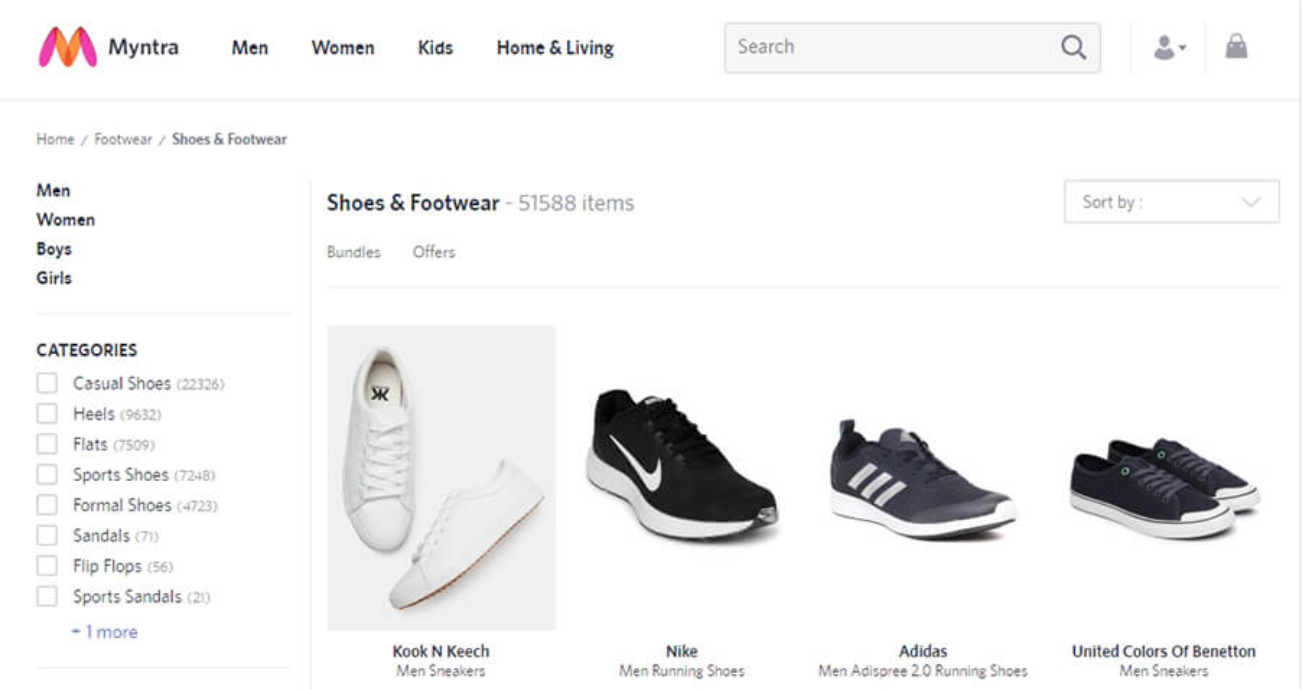 Myntra Men Women Kids Home & Living Search
Home / Footwear / Shoes & Footwear
Men
Women
Boys
Girls
CATEGORIES
Casual Shoes (22326)
Heels (9632)
Flats (7509)
Sports Shoes (7248)
Formal Shoes (4723)
Sandals (71)
Flip Flops (56)
Sports Sandals (21)
+ 1 more
Shoes & Footwear - 51588 items
Sort by :
Bundles Offers
Kook N Keech
Men Sneakers
Nike
Men Running Shoes
Adidas
Men Adispree 2.0 Running Shoes
United Colors Of Benetton
Men Sneakers